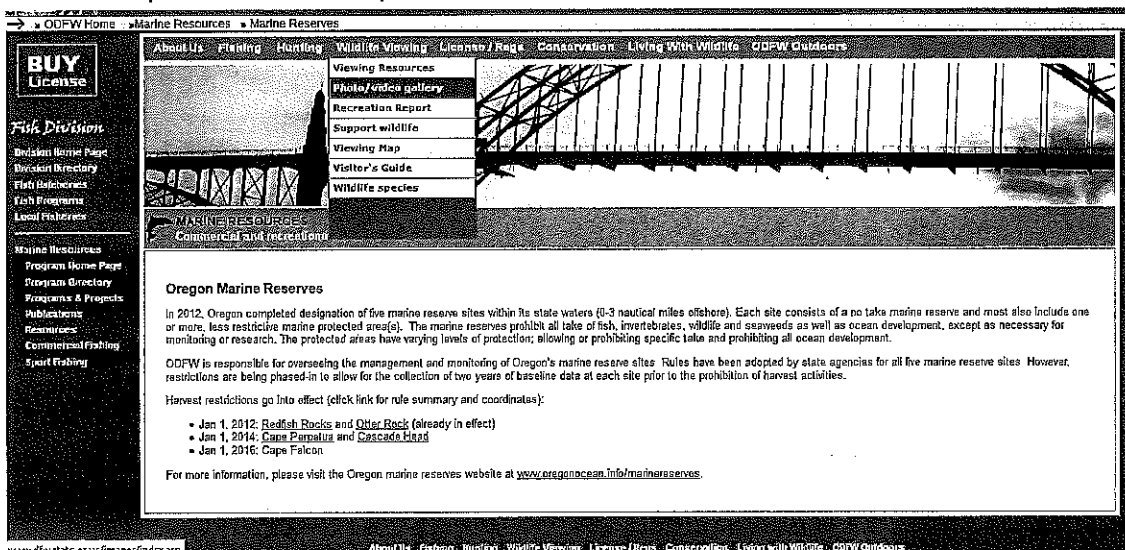 ODFW Home » Marine Resources » Marine Reserves
BUY
License
About Us Fishing Hunting Wildlife Viewing License / Regs Conservation Living With Wildlife ODFW Outdoors
Viewing Resources
Photo/video gallery
Recreation Report
Support wildlife
Viewing Map
Visitor's Guide
Wildlife species
Fish Division
Division Home Page
Division Directory
Fish Hatcheries
Fish Programs
Local Fisheries
Marine Resources
Program Home Page
Program Directory
Programs & Projects
Publications
Resources
Commercial Fishing
Sport Fishing
MARINE RESOURCES
Commercial and recreationa
Oregon Marine Reserves
In 2012, Oregon completed designation of five marine reserve sites within its state waters (0-3 nautical miles offshore). Each site consists of a no take marine reserve and most also include one
or more, less restrictive marine protected area(s). The marine reserves prohibit all take of fish, invertebrates, wildlife and seaweeds as well as ocean development, except as necessary for
monitoring or research. The protected areas have varying levels of protection; allowing or prohibiting specific take and prohibiting all ocean development.
ODFW is responsible for overseeing the management and monitoring of Oregon's marine reserve sites. Rules have been adopted by state agencies for all five marine reserve sites. However,
restrictions are being phased-in to allow for the collection of two years of baseline data at each site prior to the prohibition of harvest activities.
Harvest restrictions go into effect (click link for rule summary and coordinates):
• Jan 1, 2012: Redfish Rocks and Otter Rock (already in effect)
• Jan 1, 2014: Cape Perpetua and Cascade Head
• Jan 1, 2016: Cape Falcon
For more information, please visit the Oregon marine reserves website at www.oregonocean.info/marinereserves.
About Us Fishing Hunting Wildlife Viewing License / Regs Conservation Living with Wildlife ODFW Outdoors